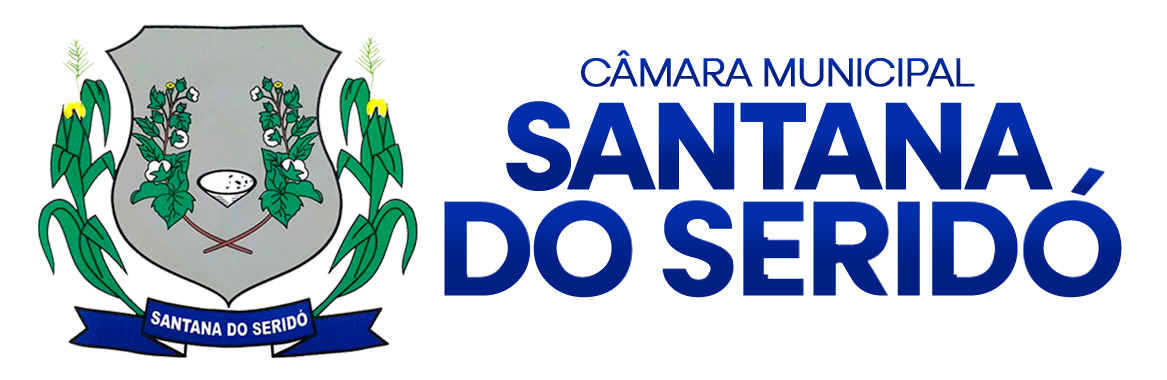 CÂMARA MUNICIPAL
SANTANA
DO SERIDÓ
SANTANA DO SERIDÓ